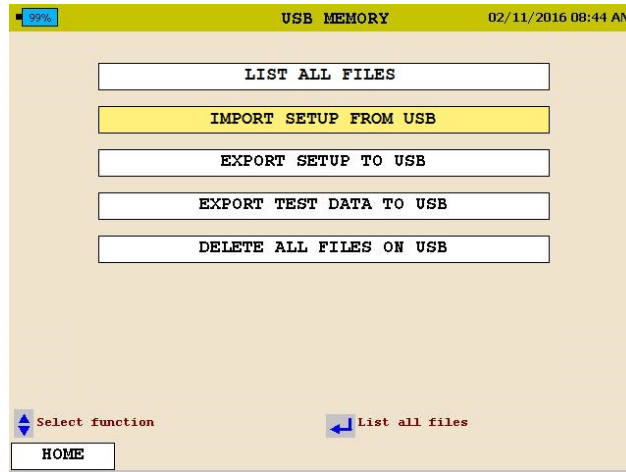 99% USB MEMORY 02/11/2016 08:44 AM
LIST ALL FILES
IMPORT SETUP FROM USB
EXPORT SETUP TO USB
EXPORT TEST DATA TO USB
DELETE ALL FILES ON USB
Select function List all files
HOME